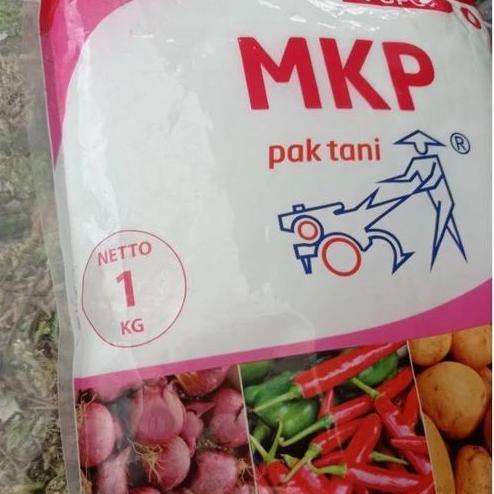 MKP
pak tani
®
NETTO
1
KG